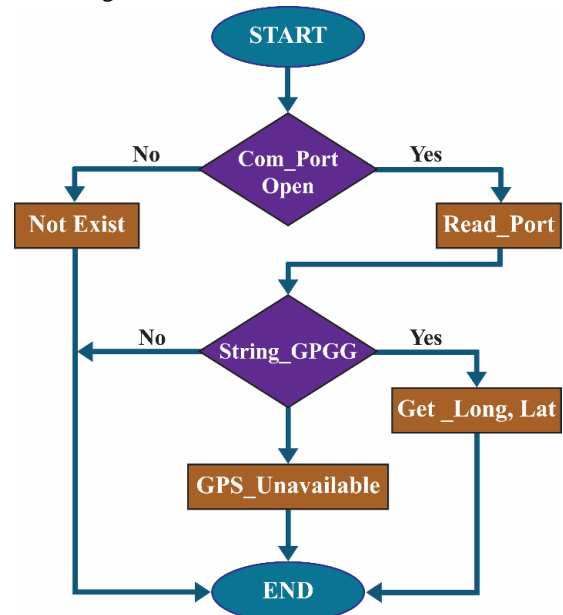 START
No
Com_Port
Open
Yes
Not Exist
Read_Port
No
String_GPGG
Yes
Get _Long, Lat
GPS_Unavailable
END